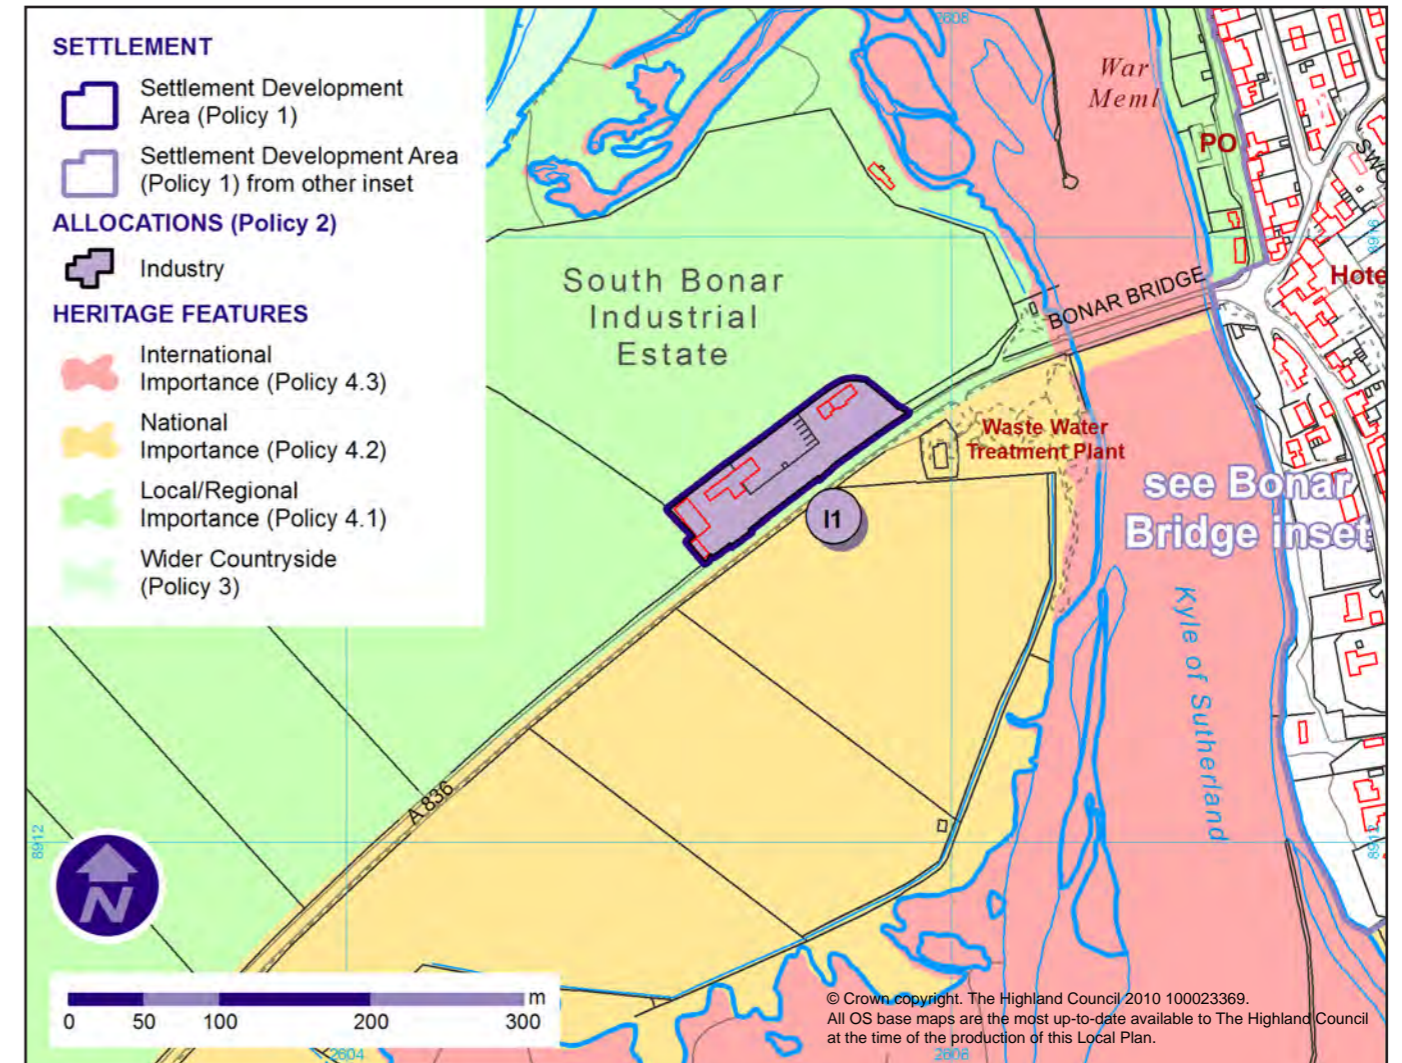 SETTLEMENT
Settlement Development
Area (Policy 1)
Settlement Development Area
(Policy 1) from other inset
ALLOCATIONS (Policy 2)
Industry
HERITAGE FEATURES
International
Importance (Policy 4.3)
National
Importance (Policy 4.2)
Local/Regional
Importance (Policy 4.1)
Wider Countryside
(Policy 3)
2608
War
Meml
PO
8916
Hote
BONAR BRIDGE
South Bonar
Industrial
Estate
Waste Water
Treatment Plant
see Bonar
Bridge inset
I1
Kyle of Sutherland
A 836
8912
8912
N
m
0 50 100 200 300
2604
2608
© Crown copyright. The Highland Council 2010 100023369.
All OS base maps are the most up-to-date available to The Highland Council
at the time of the production of this Local Plan.